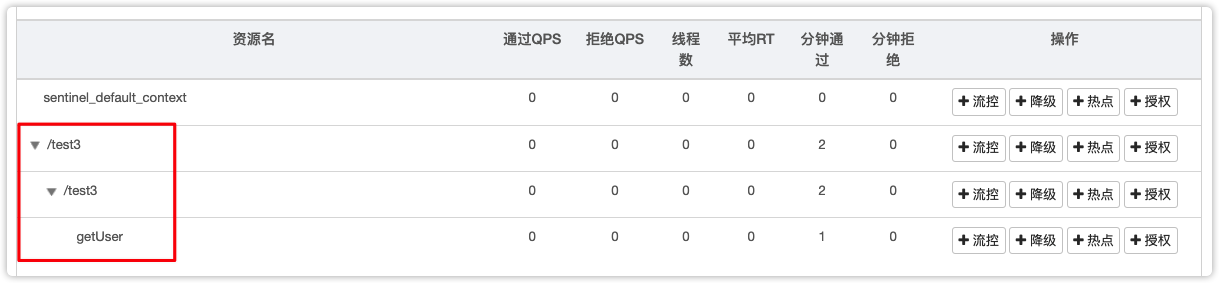 资源名 通过QPS 拒绝QPS 线程数 平均RT 分钟通过 分钟拒绝 操作
sentinel_default_context 0 0 0 0 0 0 流控 降级 热点 授权
/test3 0 0 0 0 2 0 流控 降级 热点 授权
/test3 0 0 0 0 2 0 流控 降级 热点 授权
getUser 0 0 0 0 1 0 流控 降级 热点 授权